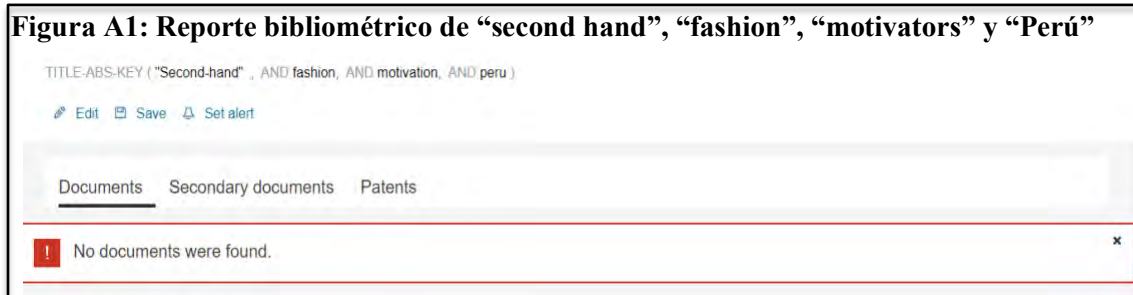 Figura A1: Reporte bibliométrico de “second hand”, “fashion”, “motivators” y “Perú”
TITLE-ABS-KEY ( "Second-hand" , AND fashion, AND motivation, AND peru )
Edit Save Set alert
Documents Secondary documents Patents
! No documents were found. ×